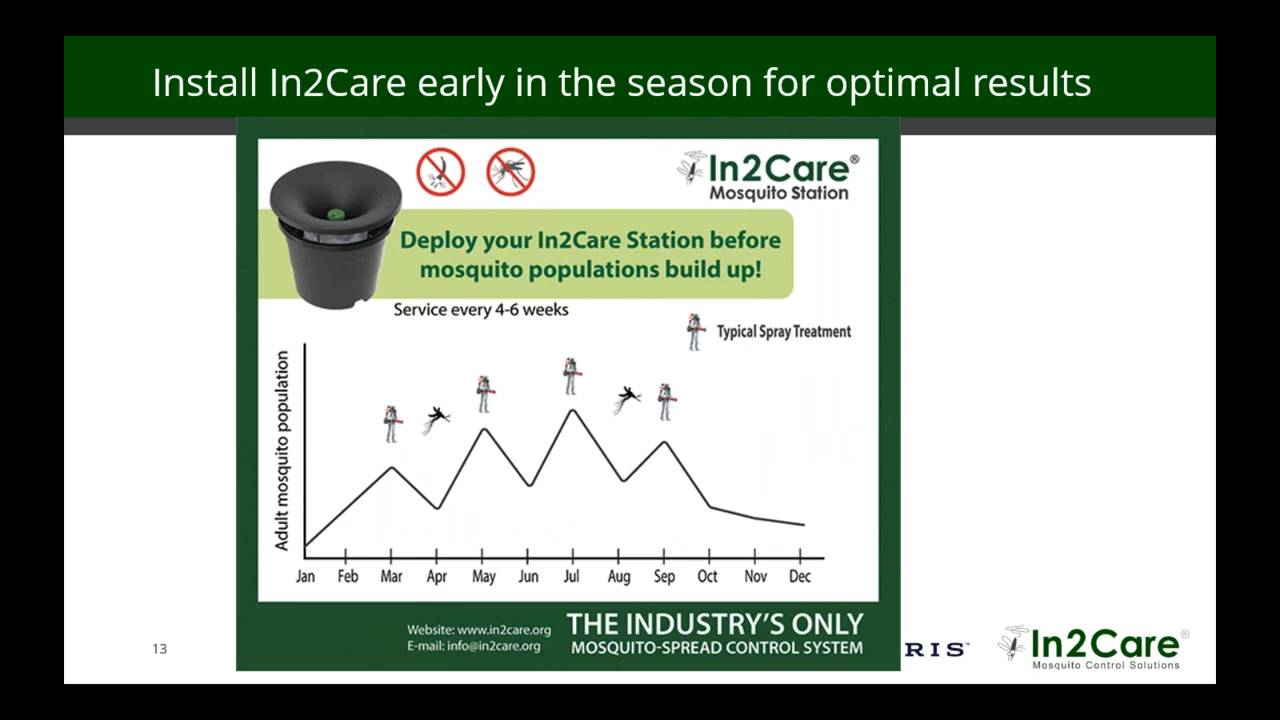 Install In2Care early in the season for optimal results
In2Care®
Mosquito Station
Deploy your In2Care Station before
mosquito populations build up!
Service every 4-6 weeks
Typical Spray Treatment
Adult mosquito population
Jan Feb Mar Apr May Jun Jul Aug Sep Oct Nov Dec
Website: www.in2care.org
E-mail: info@in2care.org
THE INDUSTRY'S ONLY
MOSQUITO-SPREAD CONTROL SYSTEM
13
RIS™
In2Care®
Mosquito Control Solutions